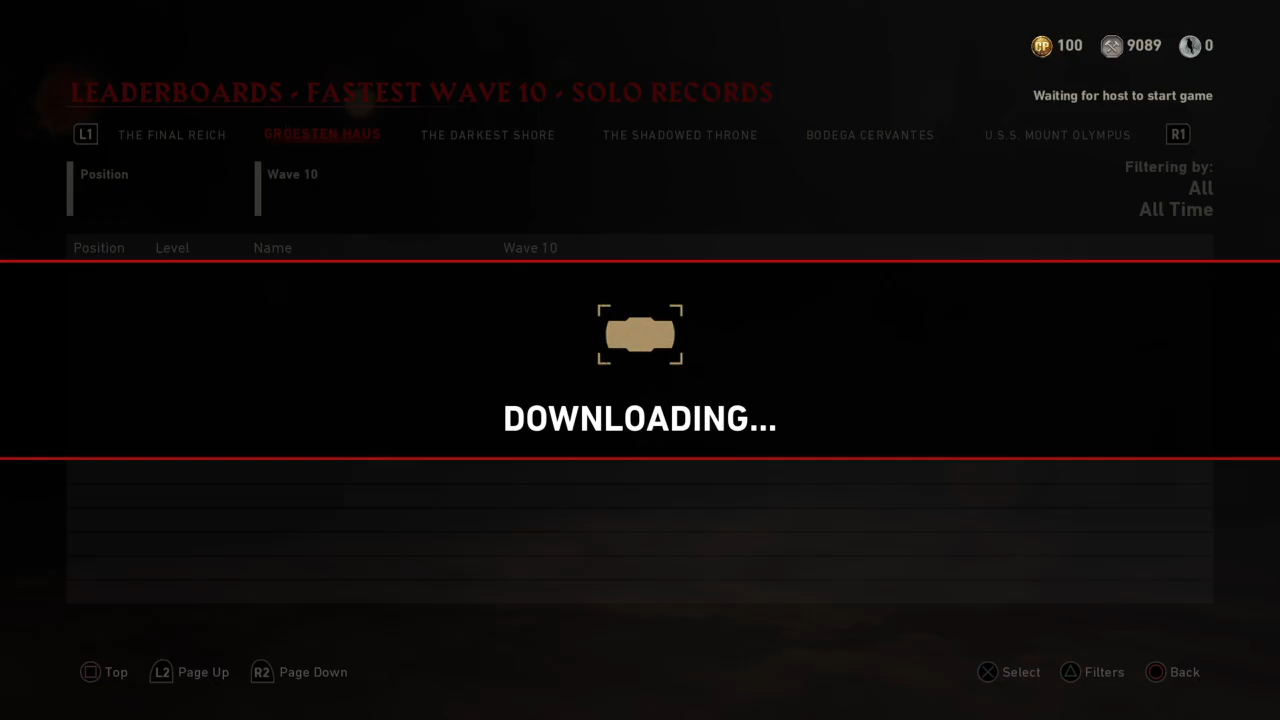 CP 100 9089 0
LEADERBOARDS - FASTEST WAVE 10 - SOLO RECORDS
Waiting for host to start game
L1 THE FINAL REICH GROESTEN HAUS THE DARKEST SHORE THE SHADOWED THRONE BODEGA CERVANTES U.S.S. MOUNT OLYMPUS R1
Position Wave 10
Filtering by:
All
All Time
Position Level Name Wave 10
DOWNLOADING...
Top L2 Page Up R2 Page Down Select Filters Back